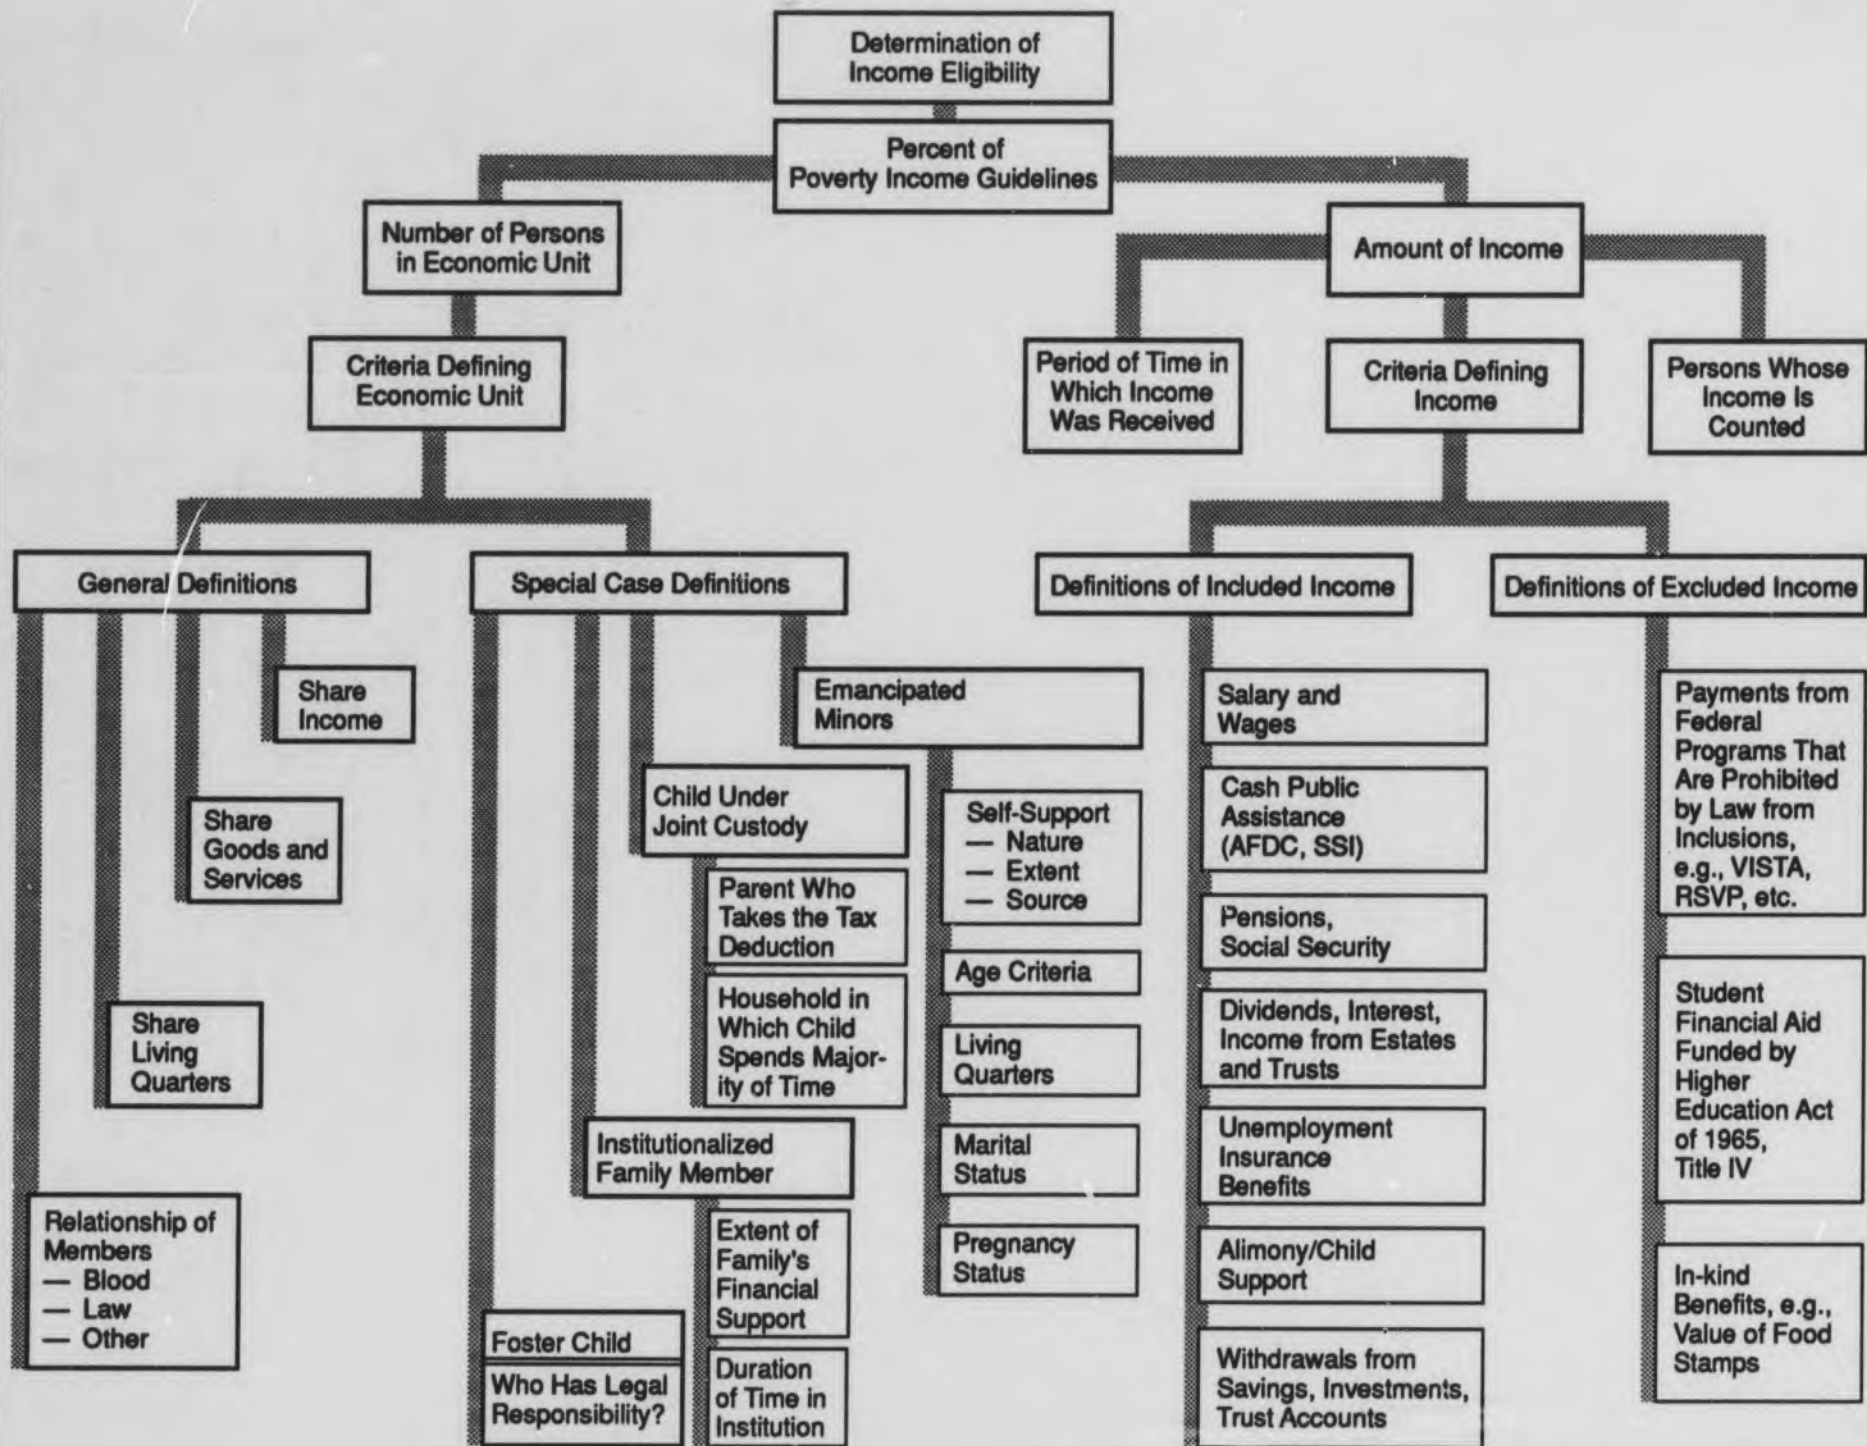 Determination of
Income Eligibility
Percent of
Poverty Income Guidelines
Number of Persons
in Economic Unit
Amount of Income
Criteria Defining
Economic Unit
Period of Time in
Which Income
Was Received
Criteria Defining
Income
Persons Whose
Income Is
Counted
General Definitions
Special Case Definitions
Definitions of Included Income
Definitions of Excluded Income
Share
Income
Share
Goods and
Services
Share
Living
Quarters
Relationship of
Members
— Blood
— Law
— Other
Emancipated
Minors
Self-Support
— Nature
— Extent
— Source
Age Criteria
Living
Quarters
Marital
Status
Pregnancy
Status
Child Under
Joint Custody
Parent Who
Takes the Tax
Deduction
Household in
Which Child
Spends Major-
ity of Time
Institutionalized
Family Member
Extent of
Family's
Financial
Support
Duration
of Time in
Institution
Foster Child
Who Has Legal
Responsibility?
Salary and
Wages
Cash Public
Assistance
(AFDC, SSI)
Pensions,
Social Security
Dividends, Interest,
Income from Estates
and Trusts
Unemployment
Insurance
Benefits
Alimony/Child
Support
Withdrawals from
Savings, Investments,
Trust Accounts
Payments from
Federal
Programs That
Are Prohibited
by Law from
Inclusions,
e.g., VISTA,
RSVP, etc.
Student
Financial Aid
Funded by
Higher
Education Act
of 1965,
Title IV
In-kind
Benefits, e.g.,
Value of Food
Stamps